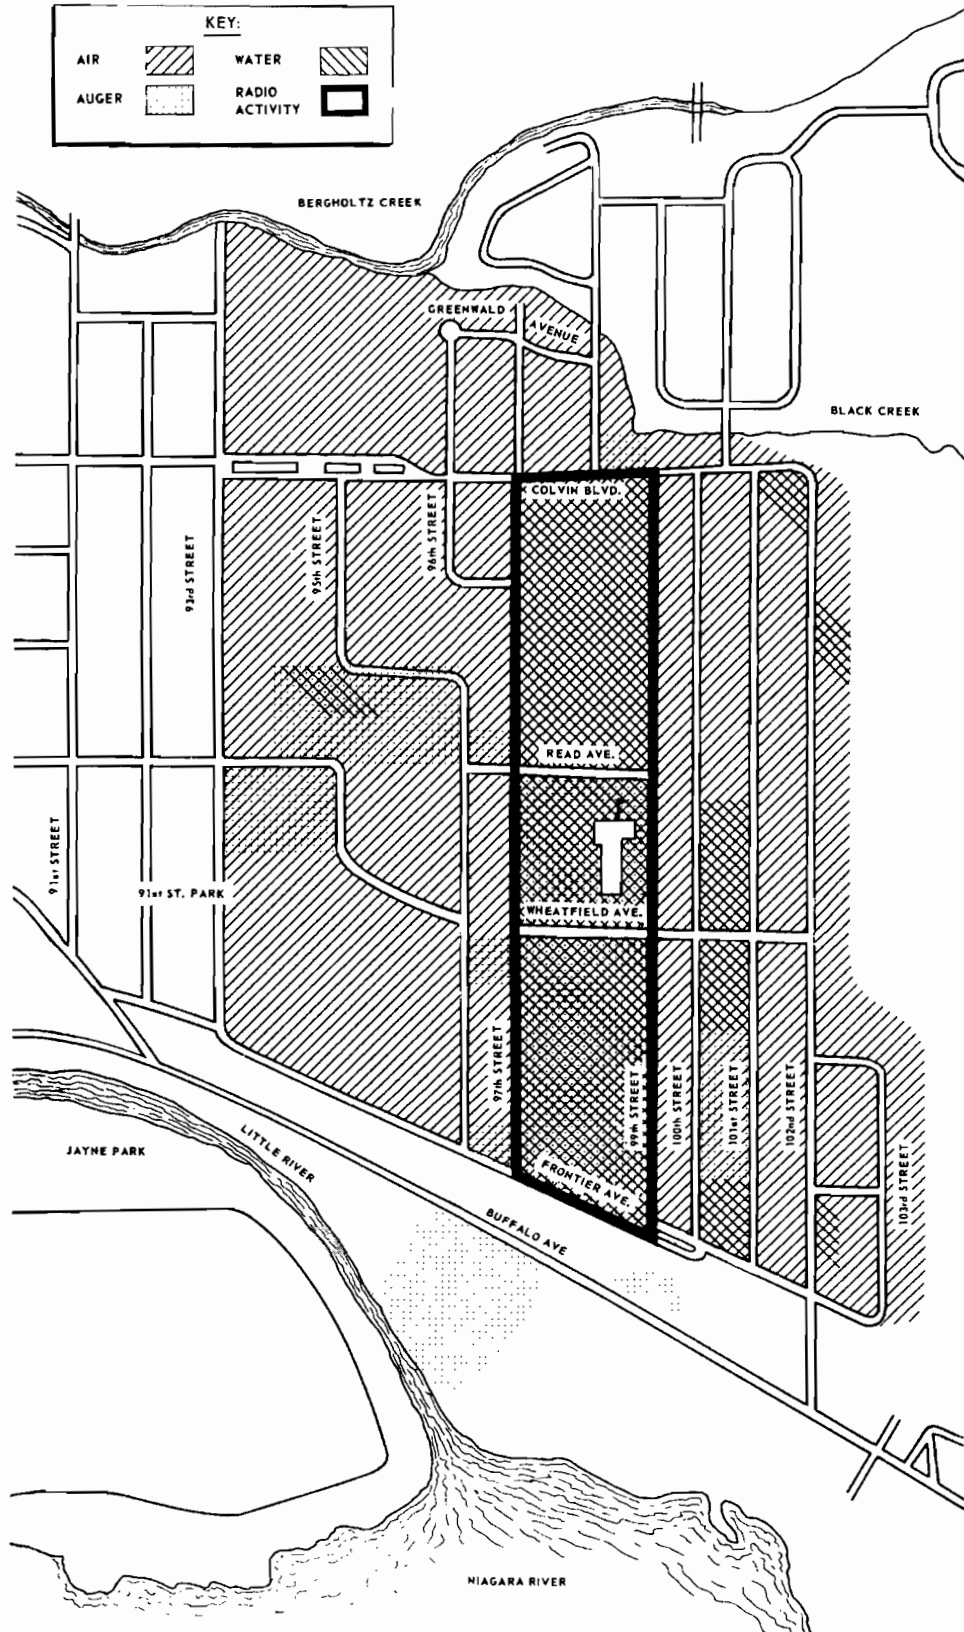 KEY:
AIR
WATER
AUGER
RADIO
ACTIVITY
BERGHOLTZ CREEK
GREENWALD
AVENUE
BLACK CREEK
COLVIN BLVD.
96th STREET
95th STREET
93rd STREET
READ AVE.
91st STREET
91st ST. PARK
WHEATFIELD AVE.
97th STREET
99th STREET
100th STREET
101st STREET
102nd STREET
103rd STREET
JAYNE PARK
LITTLE RIVER
FRONTIER AVE.
BUFFALO AVE
NIAGARA RIVER